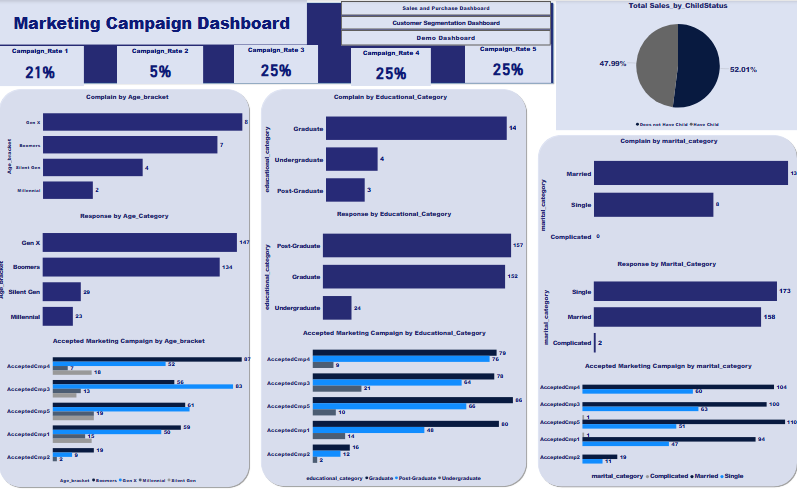 Marketing Campaign Dashboard
Sales and Purchase Dashboard
Customer Segmentation Dashboard
Demo Dashboard
Campaign_Rate 1
21%
Campaign_Rate 2
5%
Campaign_Rate 3
25%
Campaign_Rate 4
25%
Campaign_Rate 5
25%
Total Sales_by_ChildStatus
47.99%
52.01%
Does not Have Child Have Child
Complain by Age_bracket
Age_bracket
Gen X 8
Boomers 7
Silent Gen 4
Millennial 2
Response by Age_Category
Age_bracket
Gen X 147
Boomers 134
Silent Gen 29
Millennial 23
Accepted Marketing Campaign by Age_bracket
AcceptedCmp4 87 52 7 18
AcceptedCmp3 56 83 13
AcceptedCmp5 61 19
AcceptedCmp1 59 50 15
AcceptedCmp2 19 9 2
Age_bracket Boomers Gen X Millennial Silent Gen
Complain by Educational_Category
educational_category
Graduate 14
Undergraduate 4
Post-Graduate 3
Response by Educational_Category
educational_category
Post-Graduate 157
Graduate 152
Undergraduate 24
Accepted Marketing Campaign by Educational_Category
AcceptedCmp4 79 76 9
AcceptedCmp3 78 64 21
AcceptedCmp5 86 66 10
AcceptedCmp1 80 48 14
AcceptedCmp2 16 12 2
educational_category Graduate Post-Graduate Undergraduate
Complain by marital_category
marital_category
Married 13
Single 8
Complicated 0
Response by Marital_Category
marital_category
Single 173
Married 158
Complicated 2
Accepted Marketing Campaign by marital_category
AcceptedCmp4 104 60
AcceptedCmp3 100 63
AcceptedCmp5 1 110 51
AcceptedCmp1 1 94 47
AcceptedCmp2 19 11
marital_category Complicated Married Single